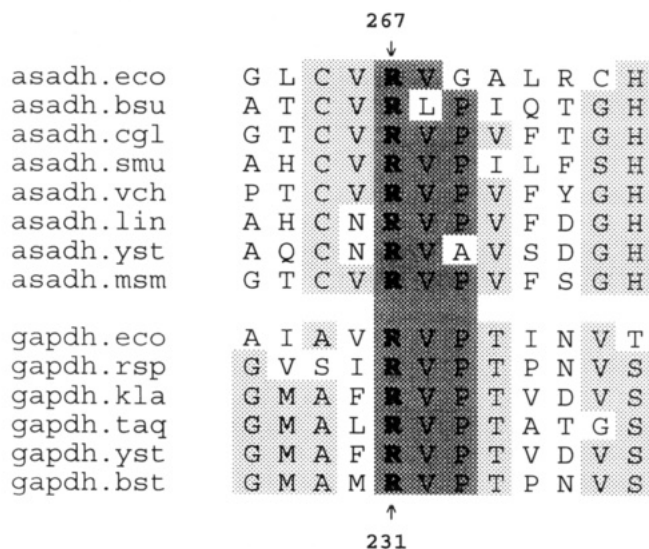 267
↓
asadh.eco G L C V R V G A L R C H
asadh.bsu A T C V R L P I Q T G H
asadh.cgl G T C V R V P V F T G H
asadh.smu A H C V R V P I L F S H
asadh.vch P T C V R V P V F Y G H
asadh.lin A H C N R V P V F D G H
asadh.yst A Q C N R V A V S D G H
asadh.msm G T C V R V P V F S G H
gapdh.eco A I A V R V P T I N V T
gapdh.rsp G V S I R V P T P N V S
gapdh.kla G M A F R V P T V D V S
gapdh.taq G M A L R V P T A T G S
gapdh.yst G M A F R V P T V D V S
gapdh.bst G M A M R V P T P N V S
↑
231